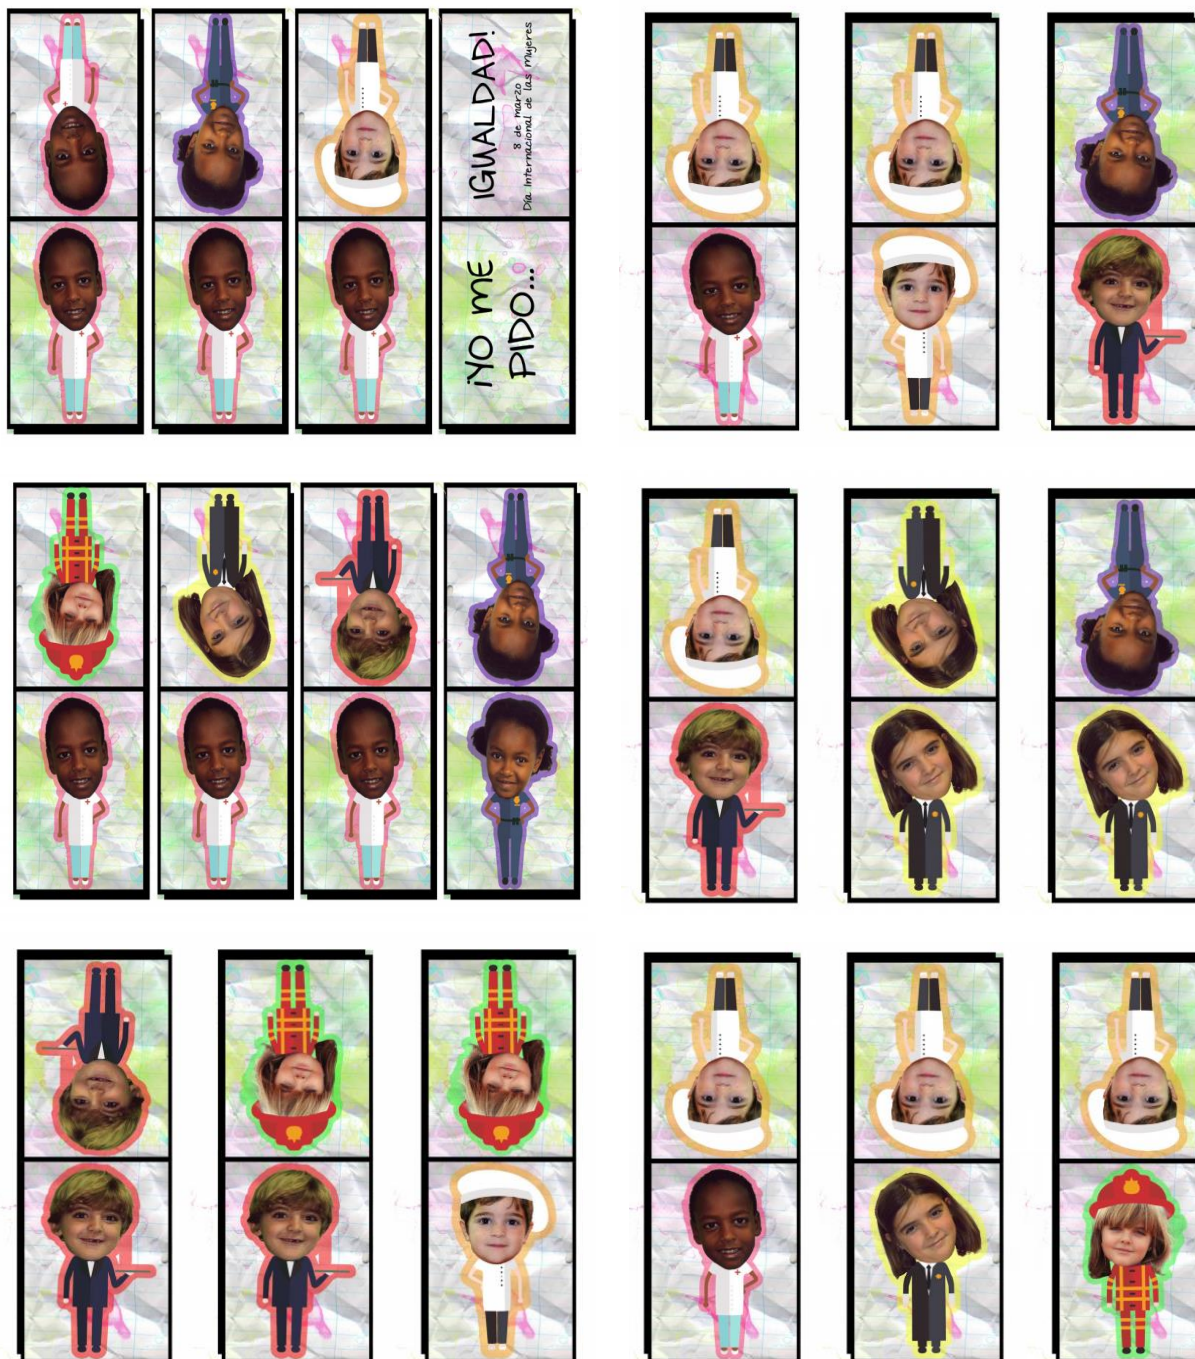 ¡YO ME
PIDO...
IGUALDAD!
8 de marzo
Día Internacional de las Mujeres